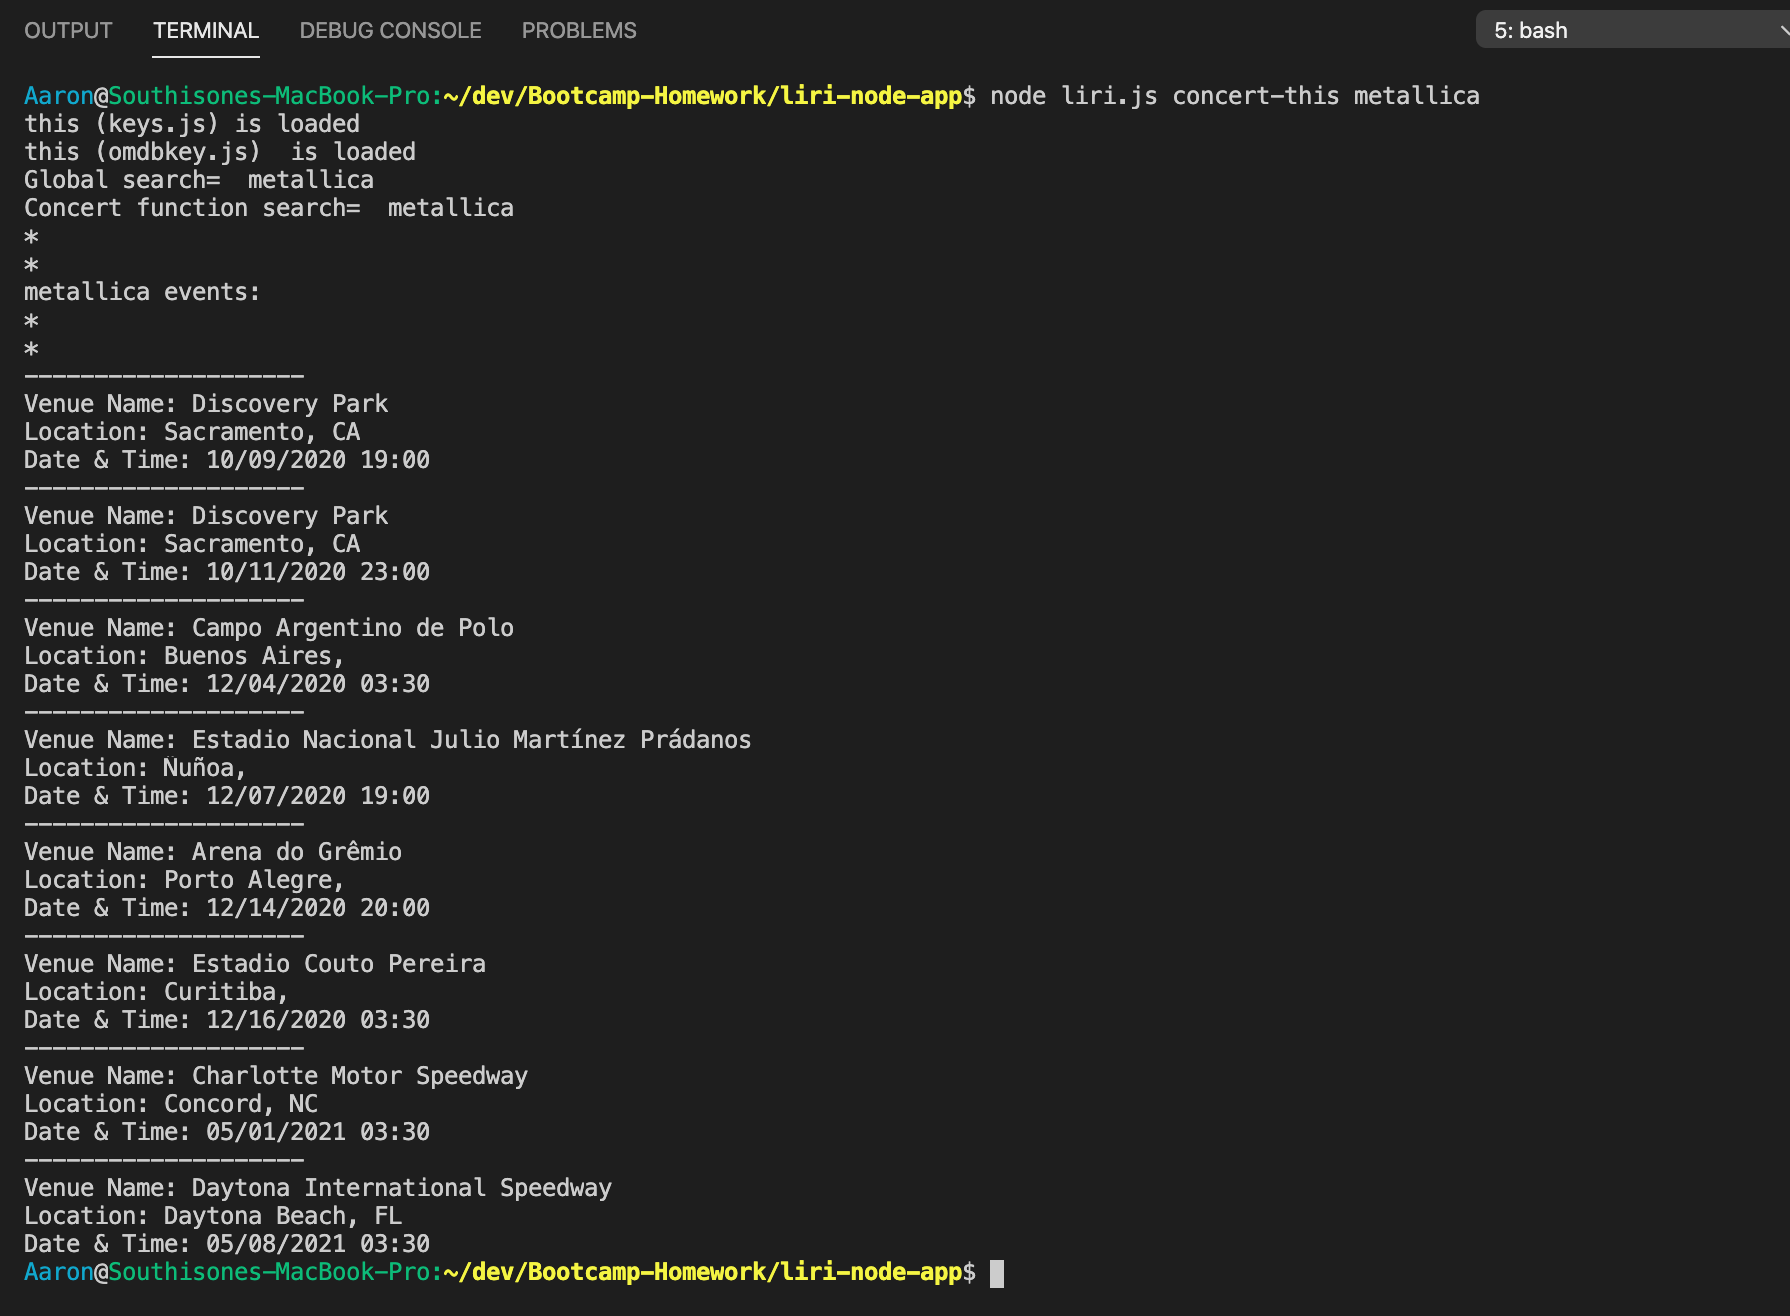 OUTPUT TERMINAL DEBUG CONSOLE PROBLEMS 5: bash
Aaron@Southisones-MacBook-Pro:~/dev/Bootcamp-Homework/liri-node-app$ node liri.js concert-this metallica
this (keys.js) is loaded
this (omdbkey.js)  is loaded
Global search=  metallica
Concert function search=  metallica
*
*
metallica events:
*
*
--------------------
Venue Name: Discovery Park
Location: Sacramento, CA
Date & Time: 10/09/2020 19:00
--------------------
Venue Name: Discovery Park
Location: Sacramento, CA
Date & Time: 10/11/2020 23:00
--------------------
Venue Name: Campo Argentino de Polo
Location: Buenos Aires,
Date & Time: 12/04/2020 03:30
--------------------
Venue Name: Estadio Nacional Julio Martínez Prádanos
Location: Ñuñoa,
Date & Time: 12/07/2020 19:00
--------------------
Venue Name: Arena do Grêmio
Location: Porto Alegre,
Date & Time: 12/14/2020 20:00
--------------------
Venue Name: Estadio Couto Pereira
Location: Curitiba,
Date & Time: 12/16/2020 03:30
--------------------
Venue Name: Charlotte Motor Speedway
Location: Concord, NC
Date & Time: 05/01/2021 03:30
--------------------
Venue Name: Daytona International Speedway
Location: Daytona Beach, FL
Date & Time: 05/08/2021 03:30
Aaron@Southisones-MacBook-Pro:~/dev/Bootcamp-Homework/liri-node-app$